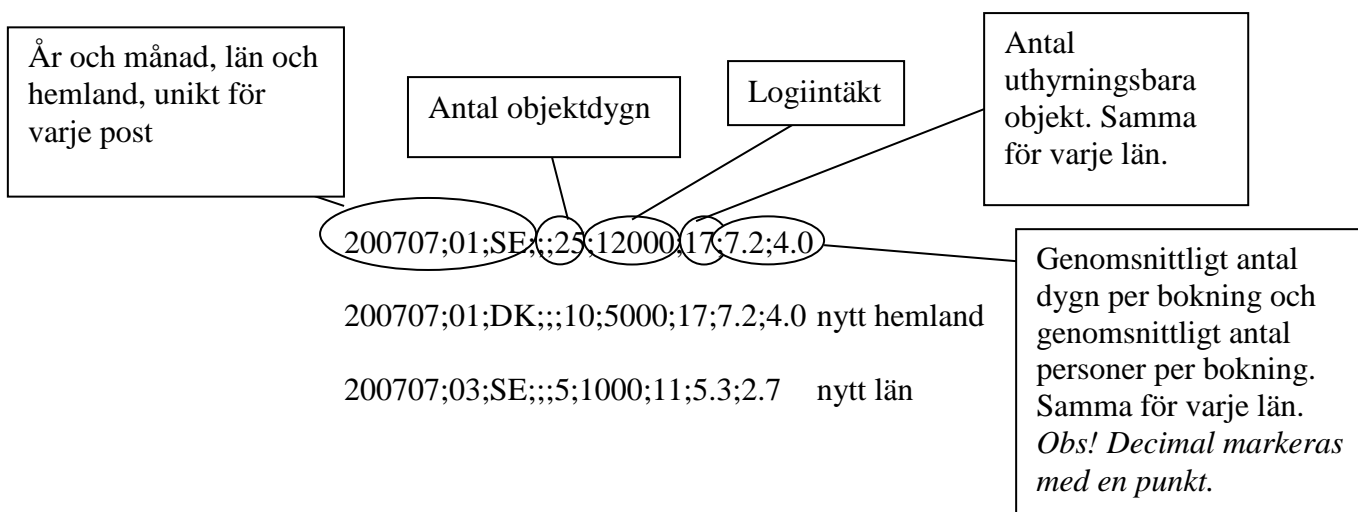 År och månad, län och
hemland, unikt för
varje post
Antal objektdygn
Logiintäkt
Antal
uthyrningsbara
objekt. Samma
för varje län.
200707;01;SE;;;25;12000;17;7.2;4.0
200707;01;DK;;;10;5000;17;7.2;4.0 nytt hemland
200707;03;SE;;;5;1000;11;5.3;2.7 nytt län
Genomsnittligt antal
dygn per bokning och
genomsnittligt antal
personer per bokning.
Samma för varje län.
Obs! Decimal markeras
med en punkt.